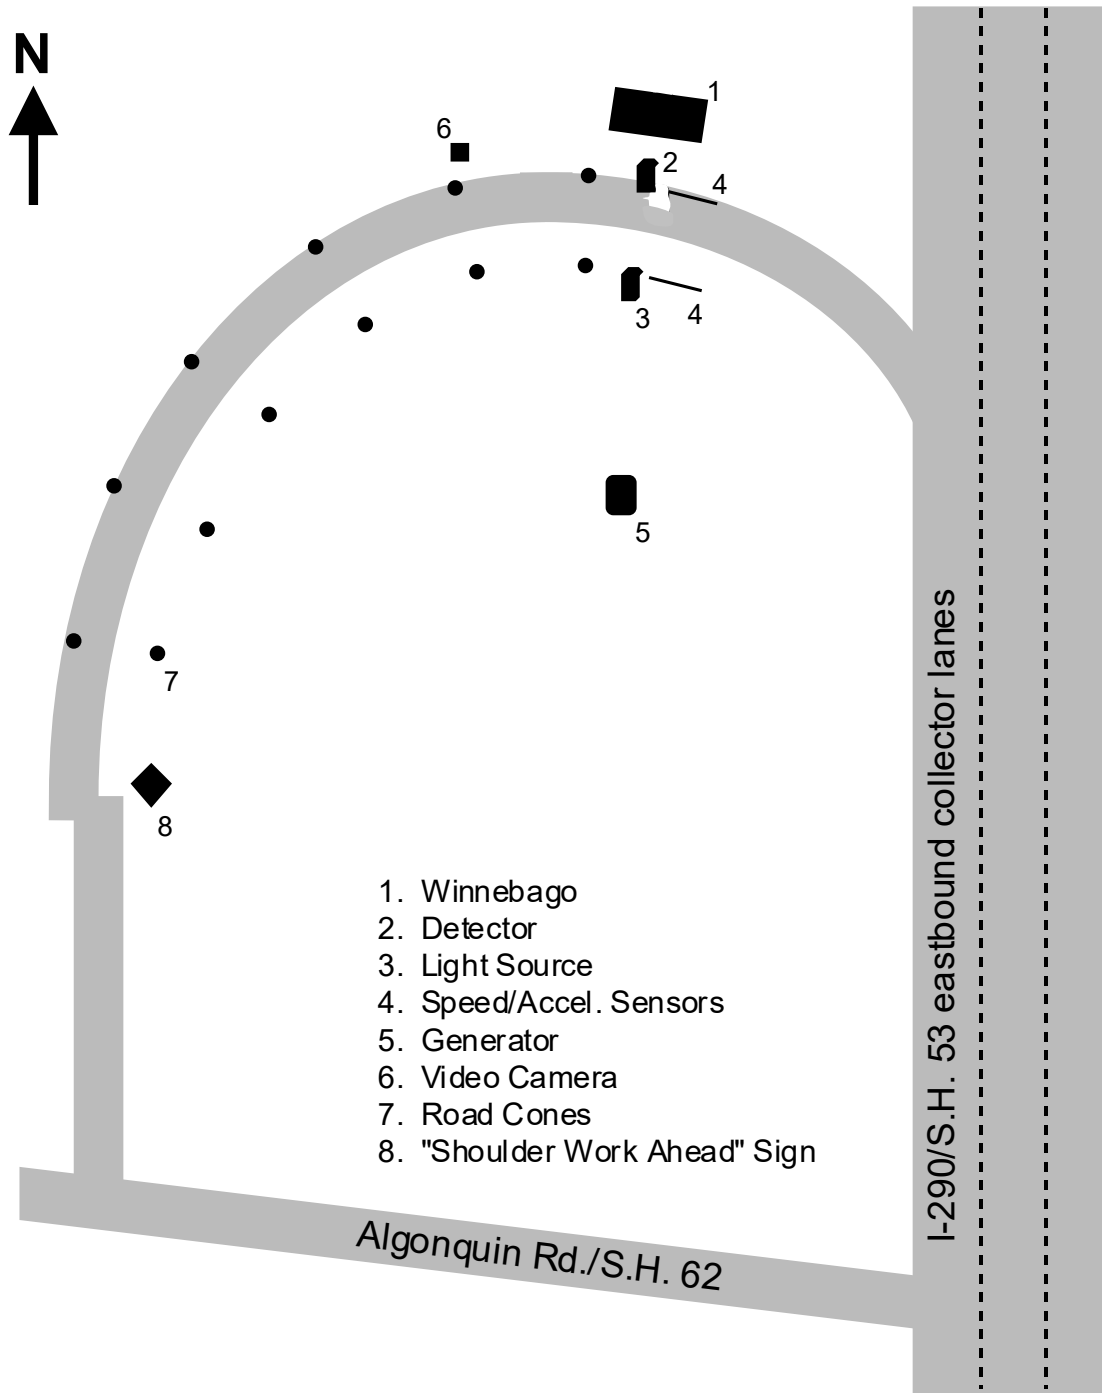 N
1
6
2
4
3
4
5
7
8
1. Winnebago
2. Detector
3. Light Source
4. Speed/Accel. Sensors
5. Generator
6. Video Camera
7. Road Cones
8. "Shoulder Work Ahead" Sign
I-290/S.H. 53 eastbound collector lanes
Algonquin Rd./S.H. 62